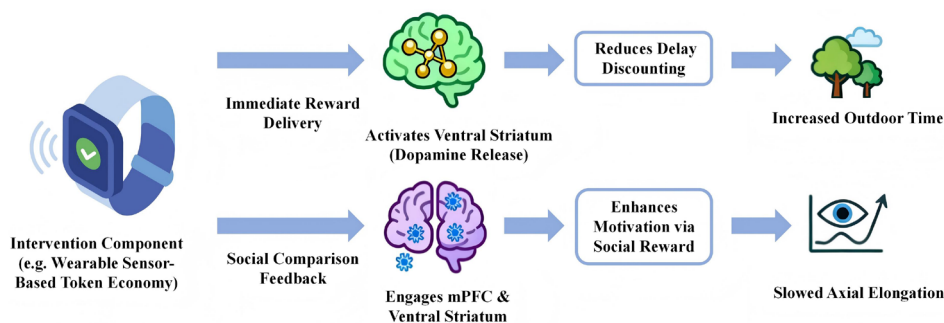 Immediate Reward
Delivery
Activates Ventral Striatum
(Dopamine Release)
Reduces Delay
Discounting
Increased Outdoor Time
Intervention Component
(e.g. Wearable Sensor-
Based Token Economy)
Social Comparison
Feedback
Engages mPFC &
Ventral Striatum
Enhances
Motivation via
Social Reward
Slowed Axial Elongation